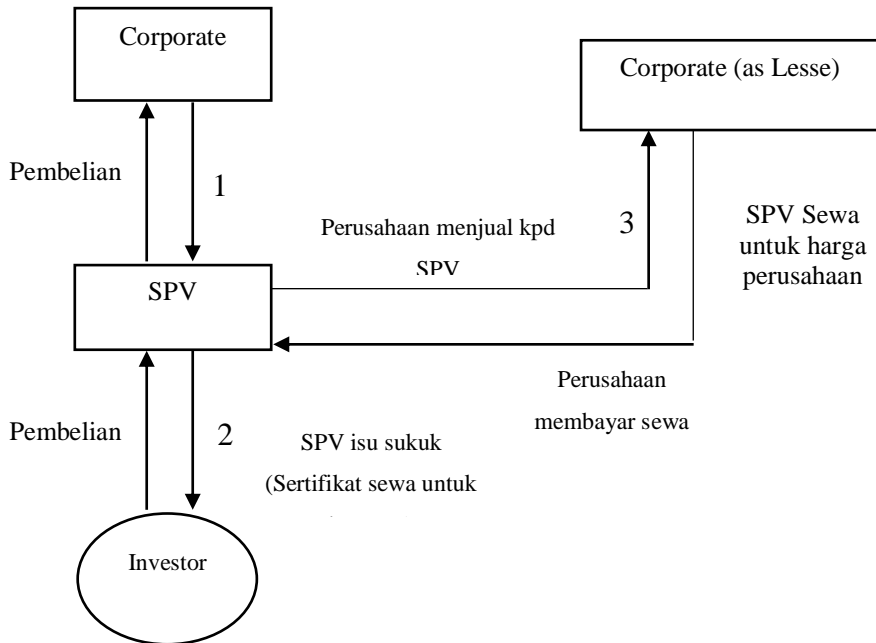 Corporate
Corporate (as Lesse)
Pembelian
1
Perusahaan menjual kpd
SPV
3
SPV Sewa
untuk harga
perusahaan
SPV
Perusahaan
membayar sewa
Pembelian
2
SPV isu sukuk
(Sertifikat sewa untuk
Investor